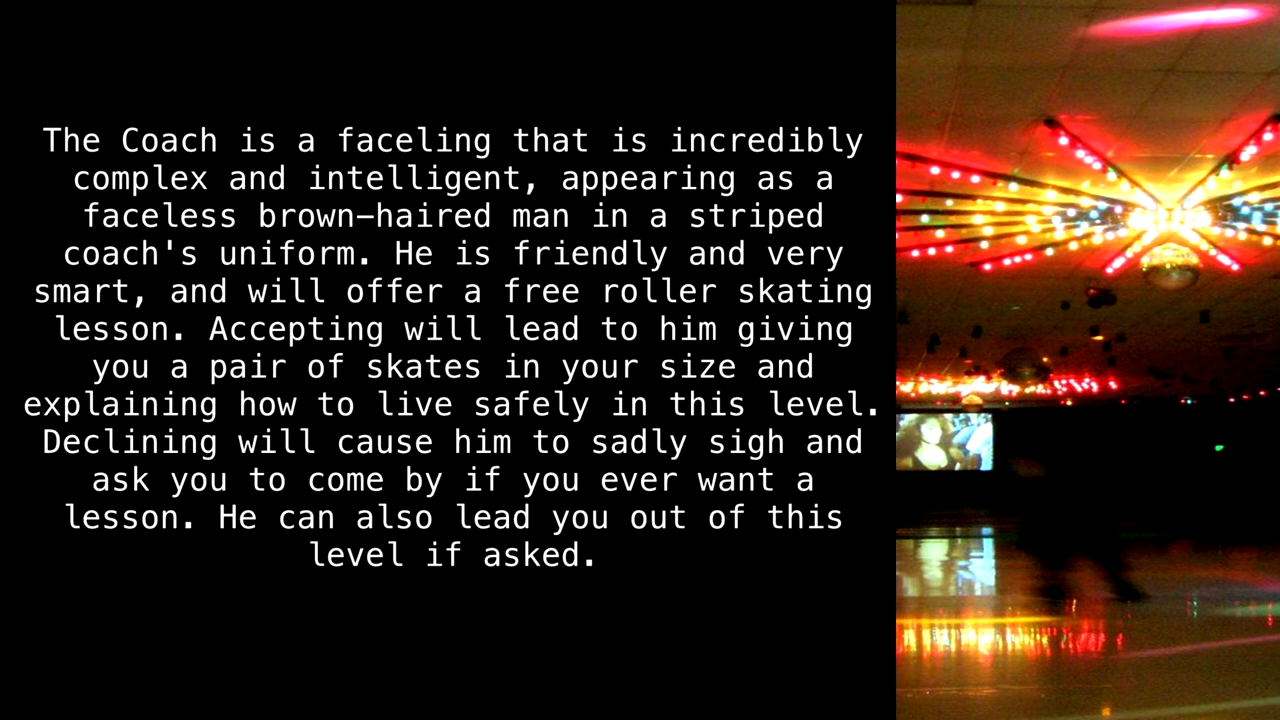 The Coach is a faceling that is incredibly
complex and intelligent, appearing as a
faceless brown-haired man in a striped
coach's uniform. He is friendly and very
smart, and will offer a free roller skating
lesson. Accepting will lead to him giving
you a pair of skates in your size and
explaining how to live safely in this level.
Declining will cause him to sadly sigh and
ask you to come by if you ever want a
lesson. He can also lead you out of this
level if asked.